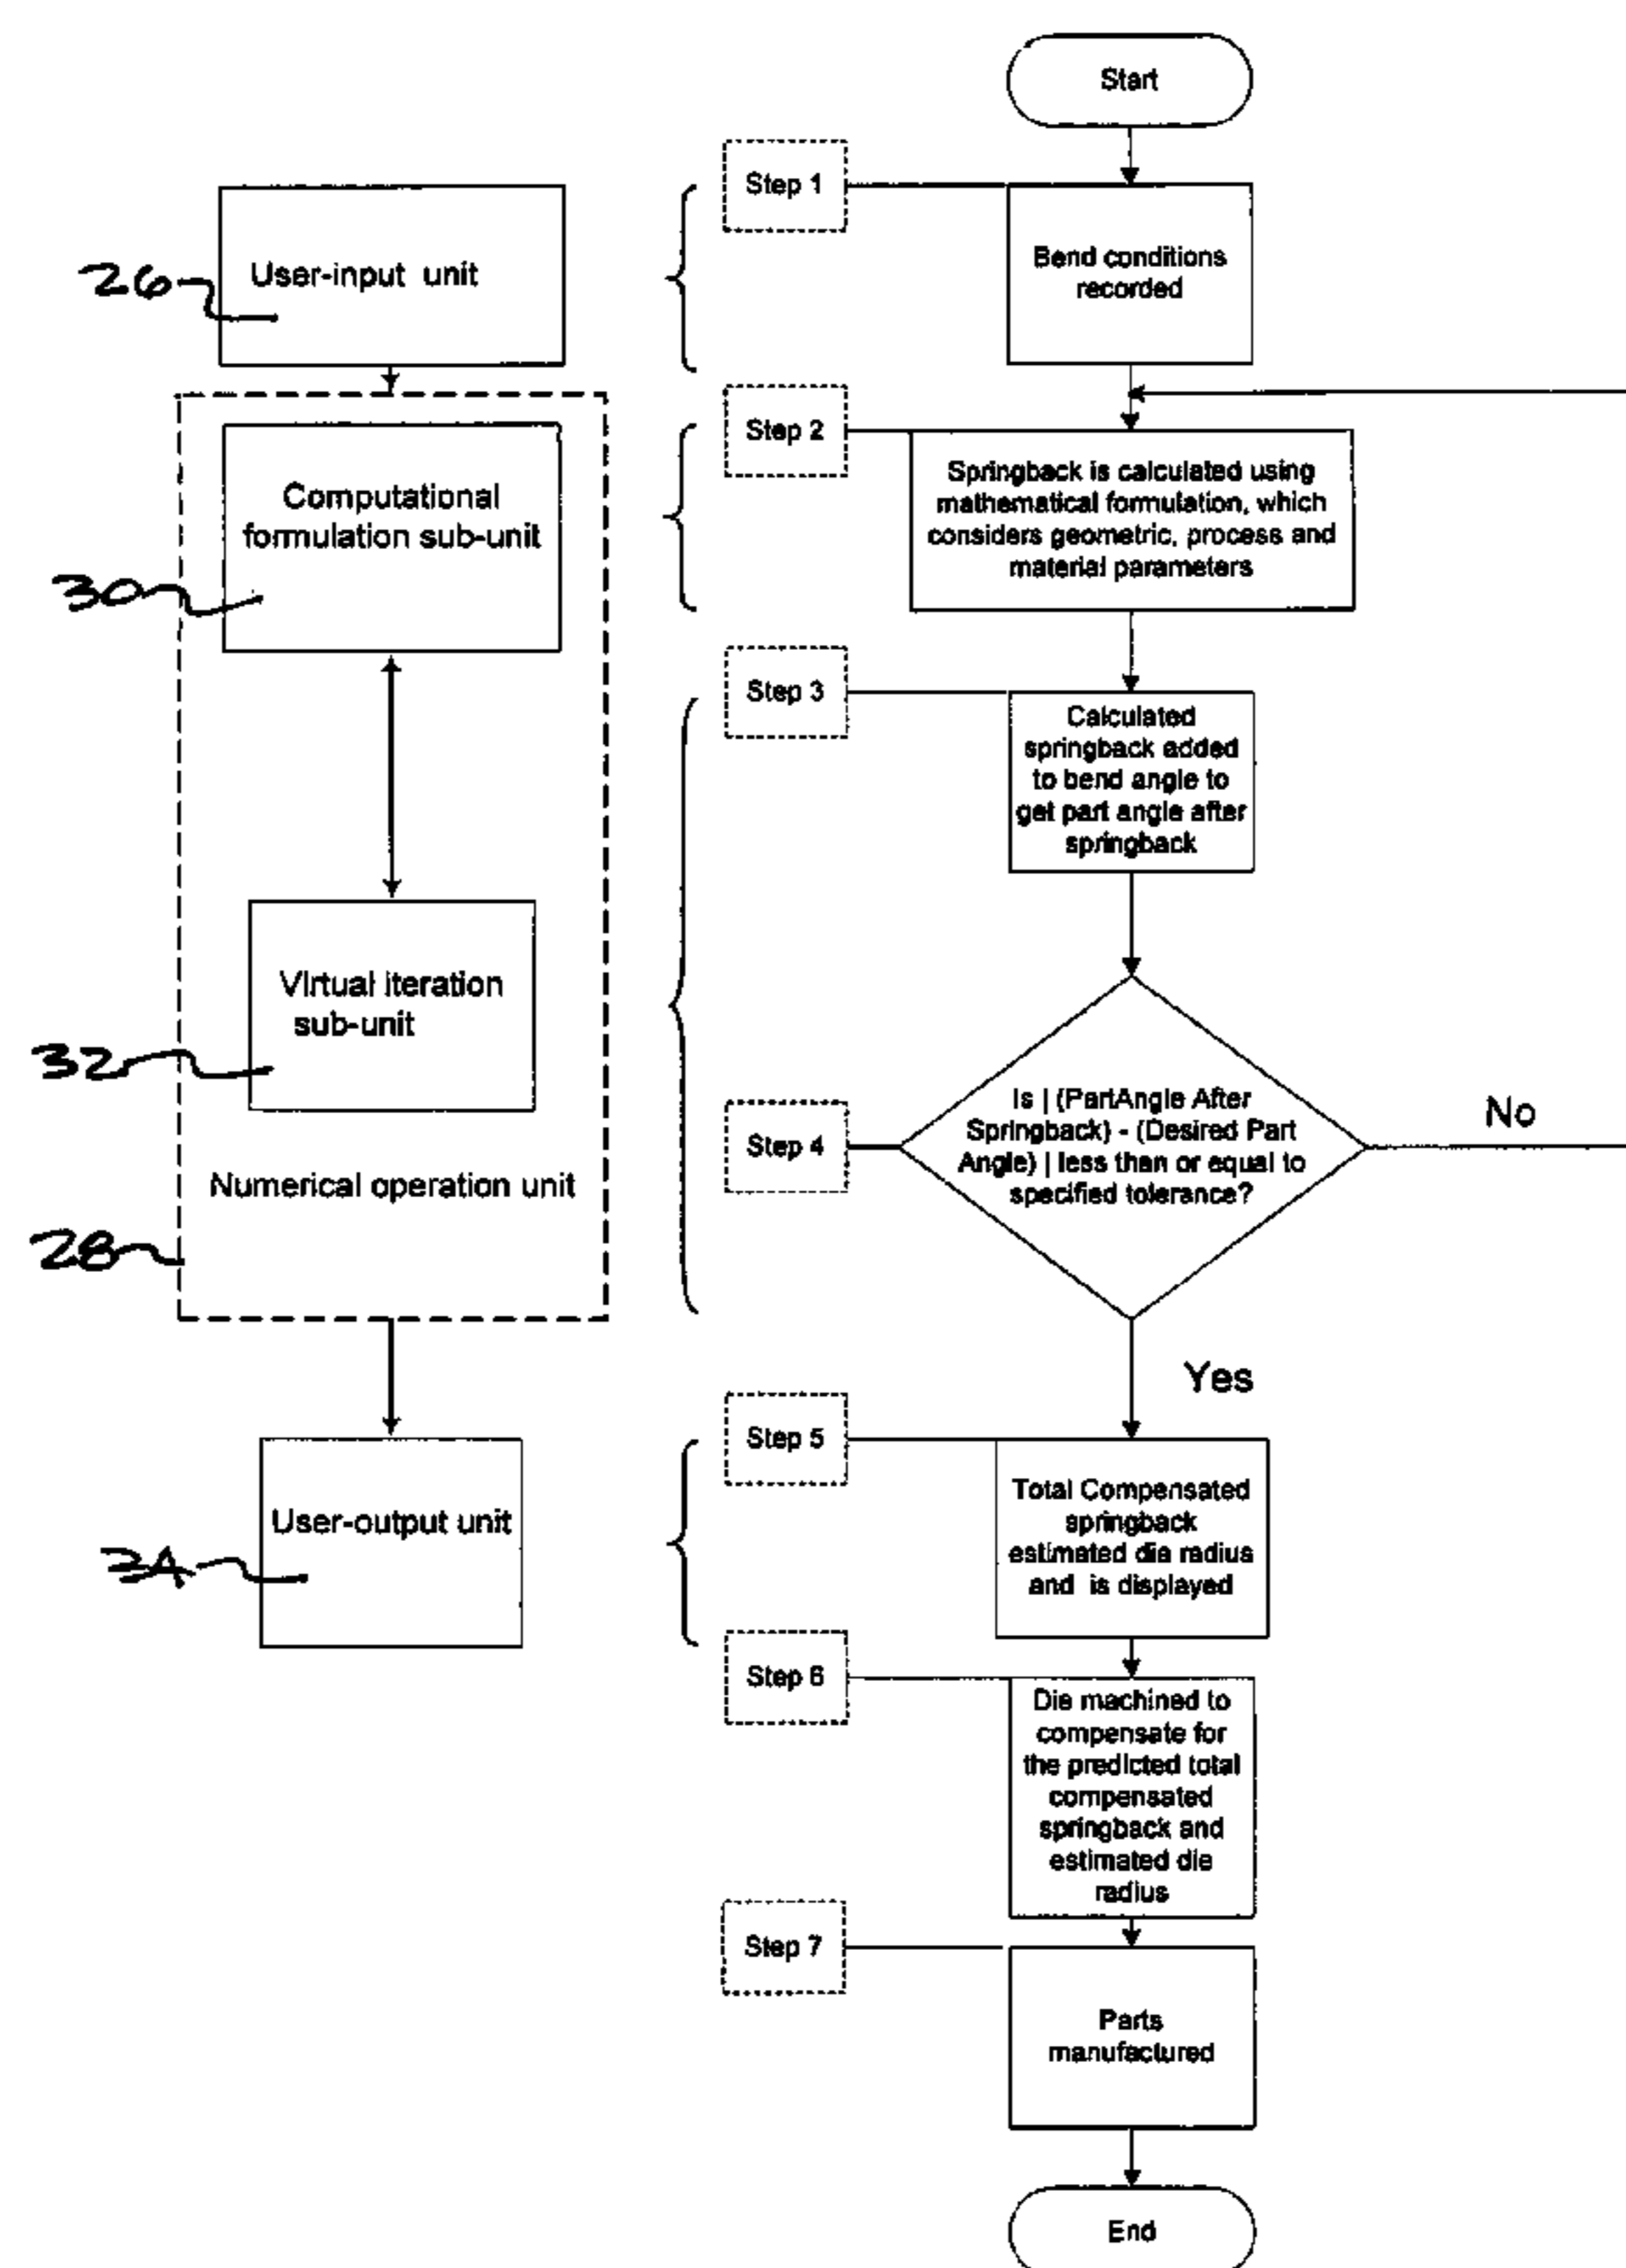 Start
Step 1
Bend conditions
recorded
26
User-input unit
Step 2
Springback is calculated using
mathematical formulation, which
considers geometric, process and
material parameters
Computational
formulation sub-unit
30
Step 3
Calculated
springback added
to bend angle to
get part angle after
springback
Virtual iteration
sub-unit
32
Step 4
Is | (PartAngle After
Springback) - (Desired Part
Angle) | less than or equal to
specified tolerance?
No
Numerical operation unit
28
Yes
Step 5
Total Compensated
springback
estimated die radius
and is displayed
User-output unit
34
Step 6
Die machined to
compensate for
the predicted total
compensated
springback and
estimated die
radius
Step 7
Parts
manufactured
End